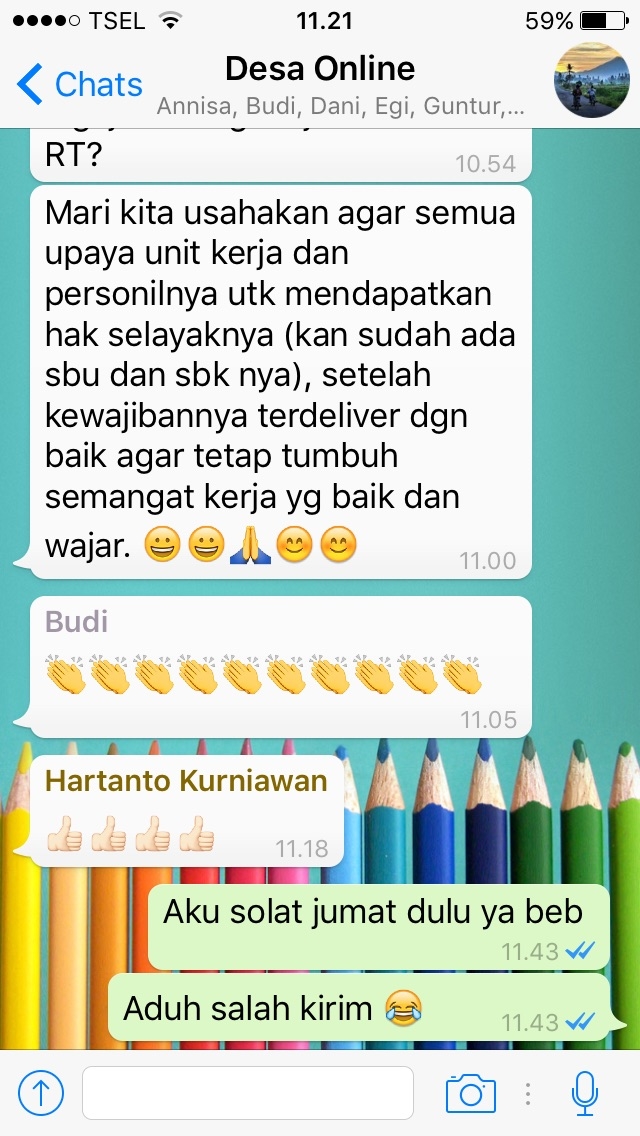 TSEL 11.21 59%
Chats Desa Online
Annisa, Budi, Dani, Egi, Guntur,...
RT? 10.54
Mari kita usahakan agar semua
upaya unit kerja dan
personilnya utk mendapatkan
hak selayaknya (kan sudah ada
sbu dan sbk nya), setelah
kewajibannya terdeliver dgn
baik agar tetap tumbuh
semangat kerja yg baik dan
wajar. 😀😀🙏😊😊 11.00
Budi
👏👏👏👏👏👏👏👏👏👏
11.05
Hartanto Kurniawan
👍🏻👍🏻👍🏻👍🏻 11.18
Aku solat jumat dulu ya beb
11.43
Aduh salah kirim 😂 11.43